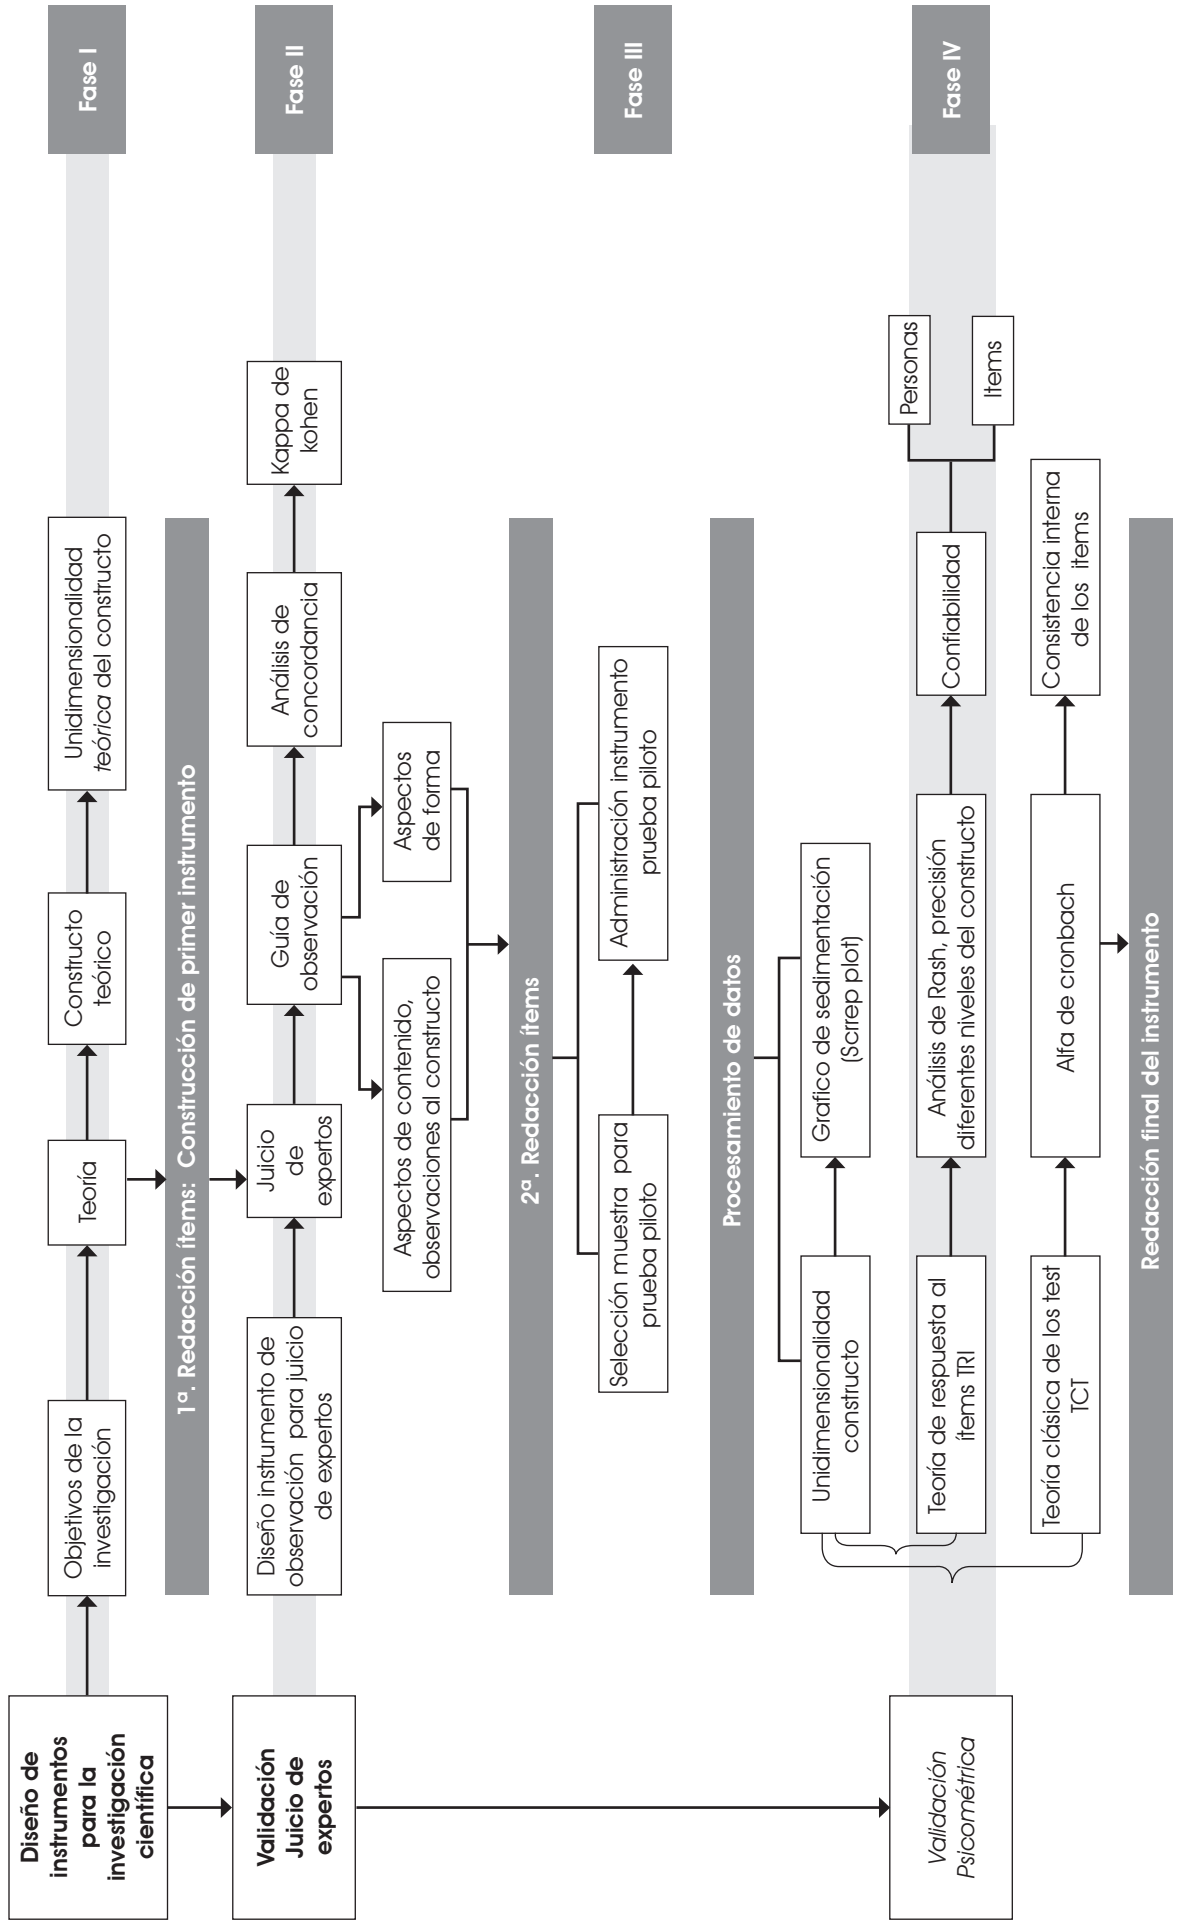 Diseño de
instrumentos
para la
investigación
científica
Objetivos de la
investigación
Teoría
Constructo
teórico
Unidimensionalidad
teórica del constructo
Fase I
1ª. Redacción ítems:  Construcción de primer instrumento
Validación
Juicio de
expertos
Diseño instrumento de
observación  para juicio
de expertos
Juicio
de
expertos
Guía de
observación
Análisis de
concordancia
Kappa de
kohen
Fase II
Aspectos de contenido,
observaciones al constructo
Aspectos
de forma
2ª. Redacción ítems
Selección muestra  para
prueba piloto
Administración instrumento
prueba piloto
Fase III
Procesamiento de datos
Unidimensionalidad
constructo
Grafico de sedimentación
(Screp plot)
Validación
Psicométrica
Teoría de respuesta al
ítems TRI
Análisis de Rash, precisión
diferentes niveles del constructo
Confiabilidad
Personas
Items
Fase IV
Teoría clásica de los test
TCT
Alfa de cronbach
Consistencia interna
de los  items
Redacción final del instrumento